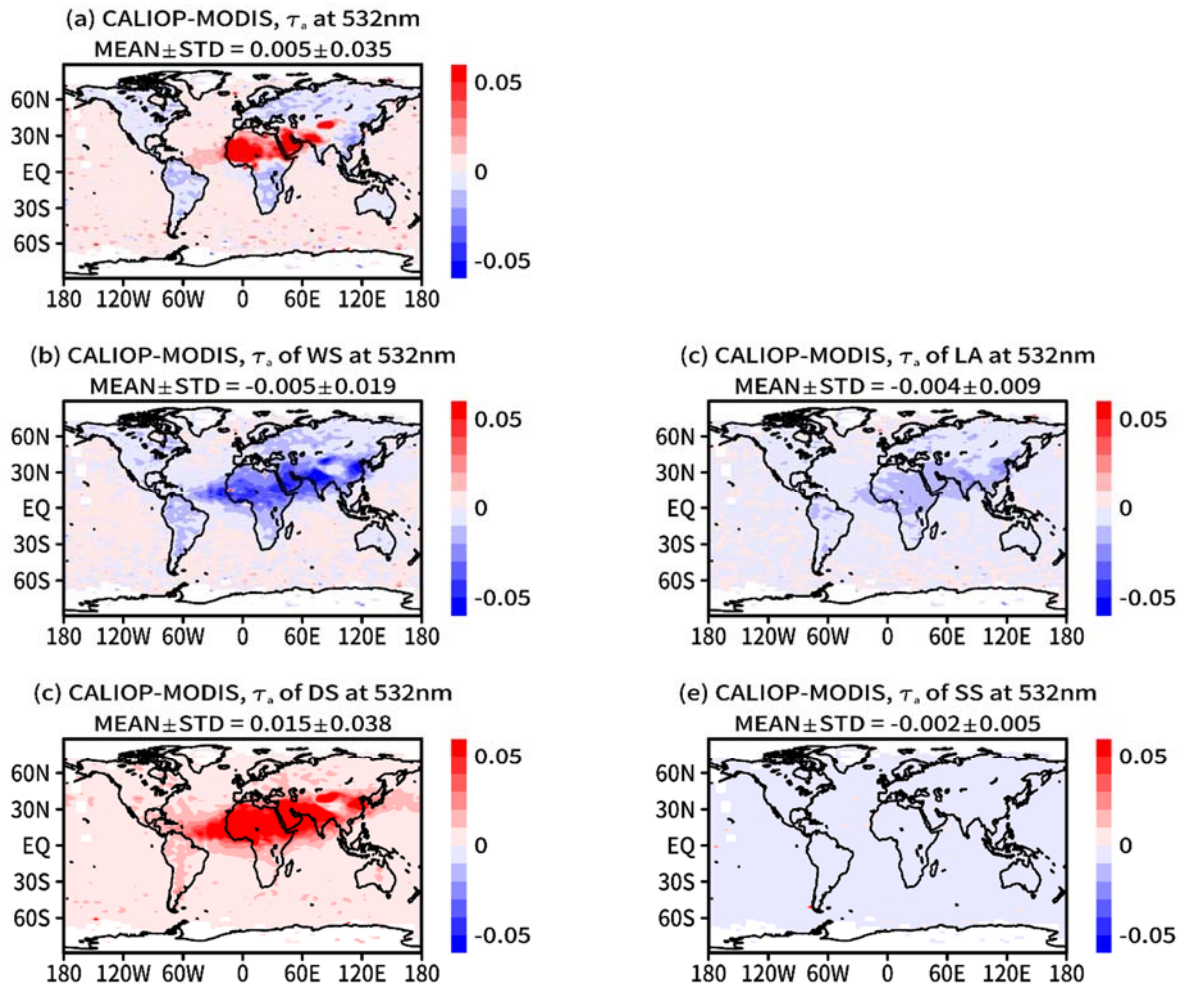 (a) CALIOP-MODIS, τa at 532nm
MEAN±STD = 0.005±0.035
60N
30N
EQ
30S
60S
180 120W 60W 0 60E 120E 180
0.05
0
-0.05
(b) CALIOP-MODIS, τa of WS at 532nm
MEAN±STD = -0.005±0.019
60N
30N
EQ
30S
60S
180 120W 60W 0 60E 120E 180
0.05
0
-0.05
(c) CALIOP-MODIS, τa of LA at 532nm
MEAN±STD = -0.004±0.009
60N
30N
EQ
30S
60S
180 120W 60W 0 60E 120E 180
0.05
0
-0.05
(c) CALIOP-MODIS, τa of DS at 532nm
MEAN±STD = 0.015±0.038
60N
30N
EQ
30S
60S
180 120W 60W 0 60E 120E 180
0.05
0
-0.05
(e) CALIOP-MODIS, τa of SS at 532nm
MEAN±STD = -0.002±0.005
60N
30N
EQ
30S
60S
180 120W 60W 0 60E 120E 180
0.05
0
-0.05